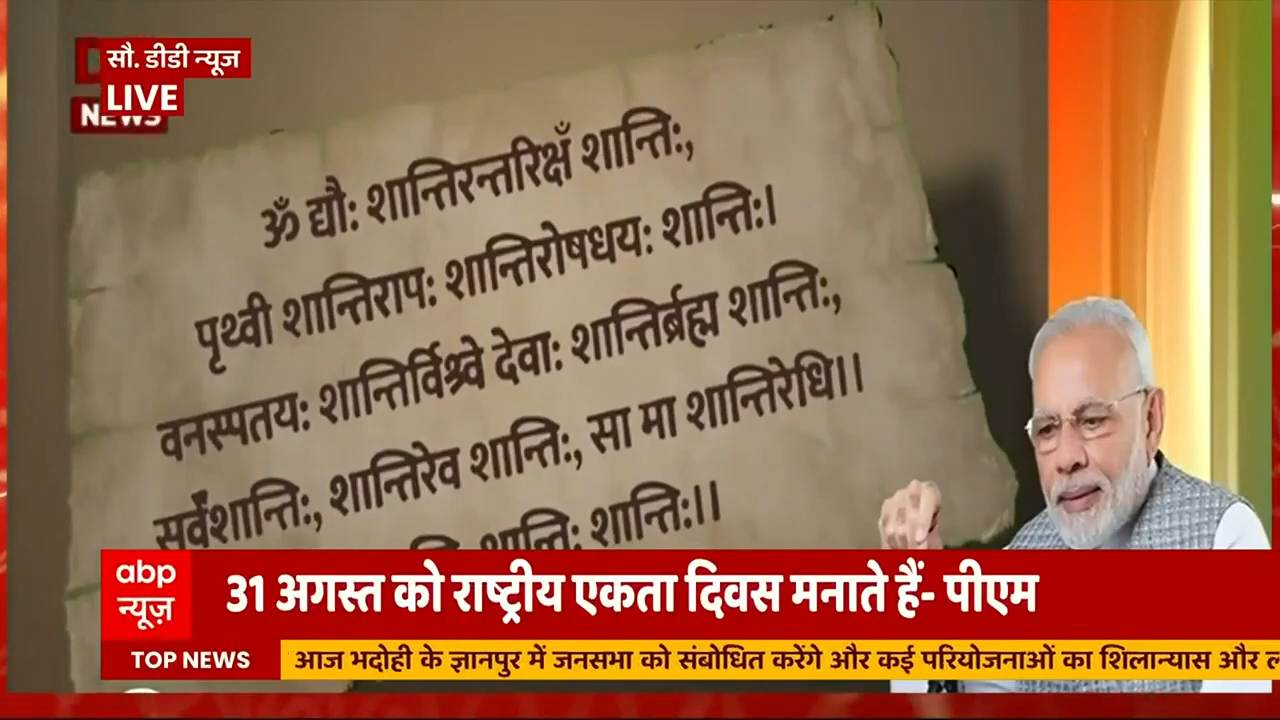 सौ. डीडी न्यूज
LIVE
NEWS
ॐ द्यौ: शान्तिरन्तरिक्षँ शान्ति:,
पृथ्वी शान्तिराप: शान्तिरोषधय: शान्ति:।
वनस्पतय: शान्तिर्विश्र्वे देवा: शान्तिर्ब्रह्म शान्ति:,
सर्वँशान्ति:, शान्तिरेव शान्ति:, सा मा शान्तिरेधि।।
शान्ति: शान्ति:।।
abp
न्यूज़
31 अगस्त को राष्ट्रीय एकता दिवस मनाते हैं- पीएम
TOP NEWS
आज भदोही के ज्ञानपुर में जनसभा को संबोधित करेंगे और कई परियोजनाओं का शिलान्यास और